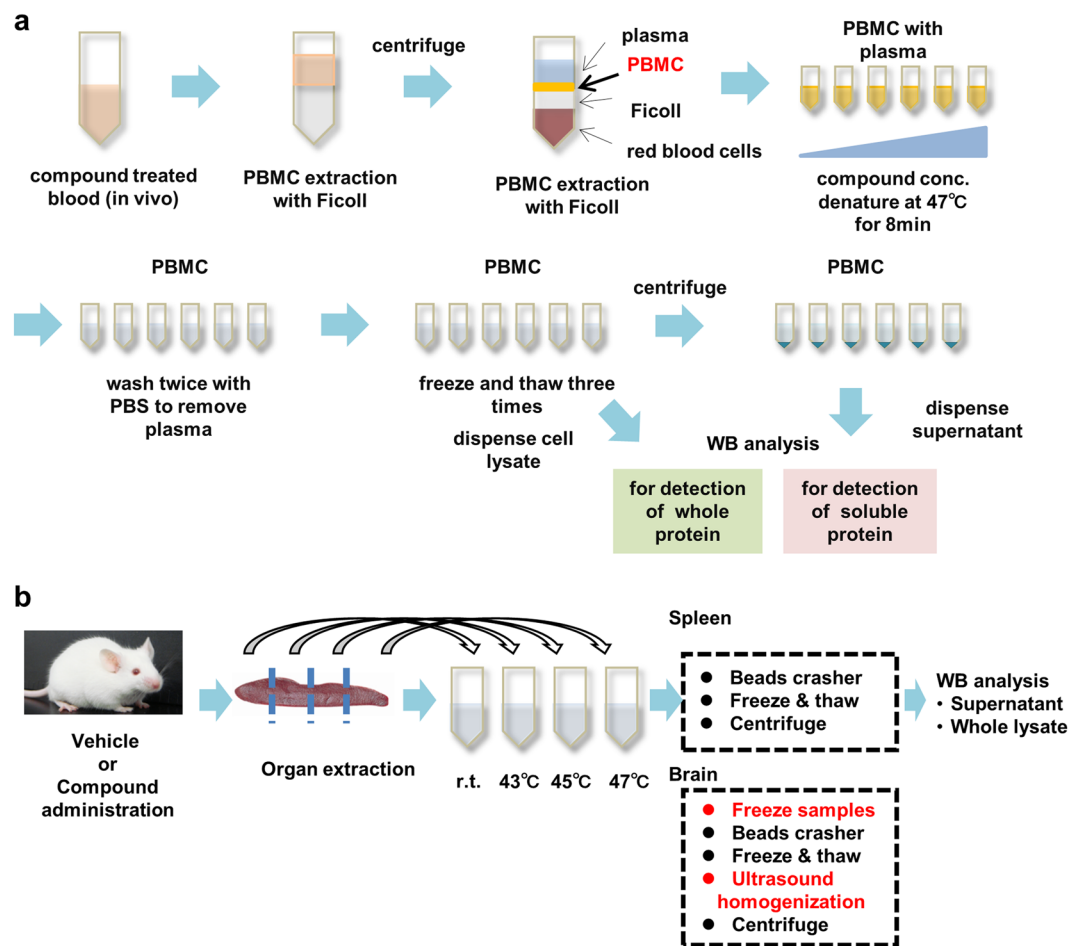 a
centrifuge
plasma
PBMC
Ficoll
red blood cells
PBMC with
plasma
compound treated
blood (in vivo)
PBMC extraction
with Ficoll
PBMC extraction
with Ficoll
compound conc.
denature at 47℃
for 8min
PBMC
wash twice with
PBS to remove
plasma
PBMC
freeze and thaw three
times
dispense cell
lysate
centrifuge
PBMC
dispense
supernatant
WB analysis
for detection
of whole
protein
for detection
of soluble
protein
b
Vehicle
or
Compound
administration
Organ extraction
r.t.
43℃
45℃
47℃
Spleen
● Beads crasher
● Freeze & thaw
● Centrifuge
Brain
● Freeze samples
● Beads crasher
● Freeze & thaw
● Ultrasound
homogenization
● Centrifuge
WB analysis
・ Supernatant
・ Whole lysate